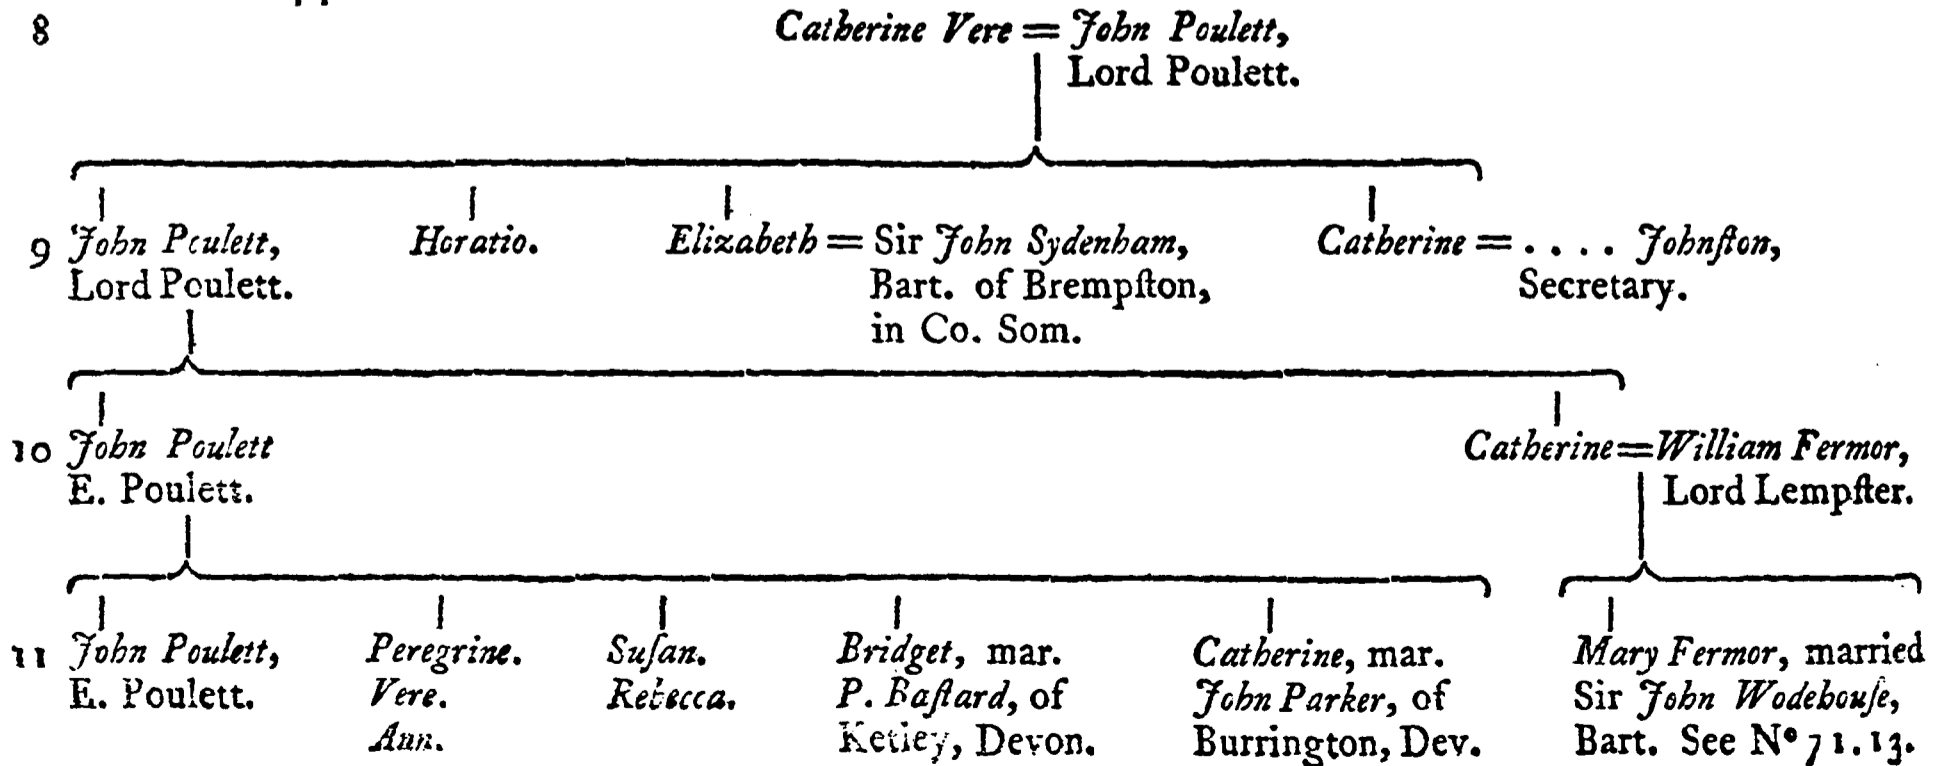 8 Catherine Vere = John Poulett,
Lord Poulett.
9 John Poulett, Horatio. Elizabeth = Sir John Sydenham, Catherine = .... Johnſton,
Lord Poulett. Bart. of Brempſton, Secretary.
in Co. Som.
10 John Poulett Catherine = William Fermor,
E. Poulett. Lord Lempſter.
11 John Poulett, Peregrine. Suſan. Bridget, mar. Catherine, mar. Mary Fermor, married
E. Poulett. Vere. Rebecca. P. Baſtard, of John Parker, of Sir John Wodehouſe,
Ann. Ketley, Devon. Burrington, Dev. Bart. See Nº 71.13.